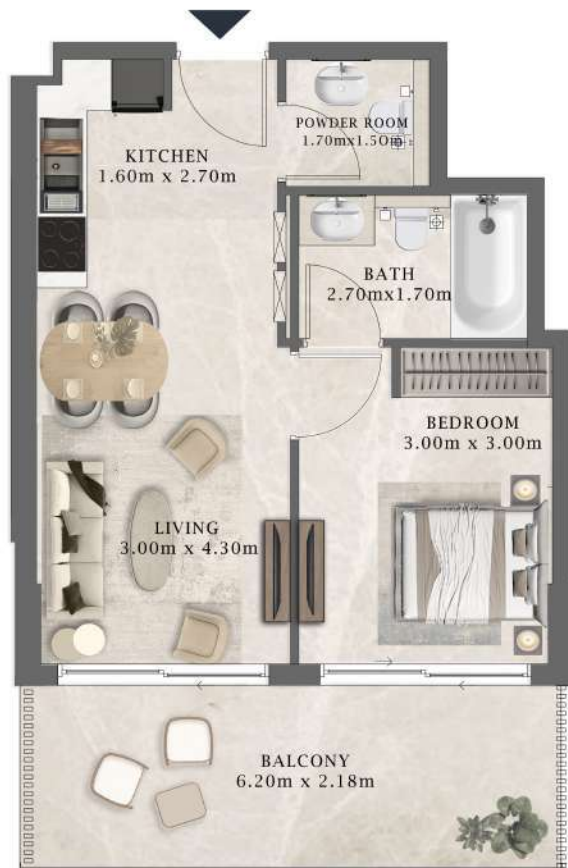 POWDER ROOM
1.70mx1.50m
KITCHEN
1.60m x 2.70m
BATH
2.70mx1.70m
BEDROOM
3.00m x 3.00m
LIVING
3.00m x 4.30m
BALCONY
6.20m x 2.18m